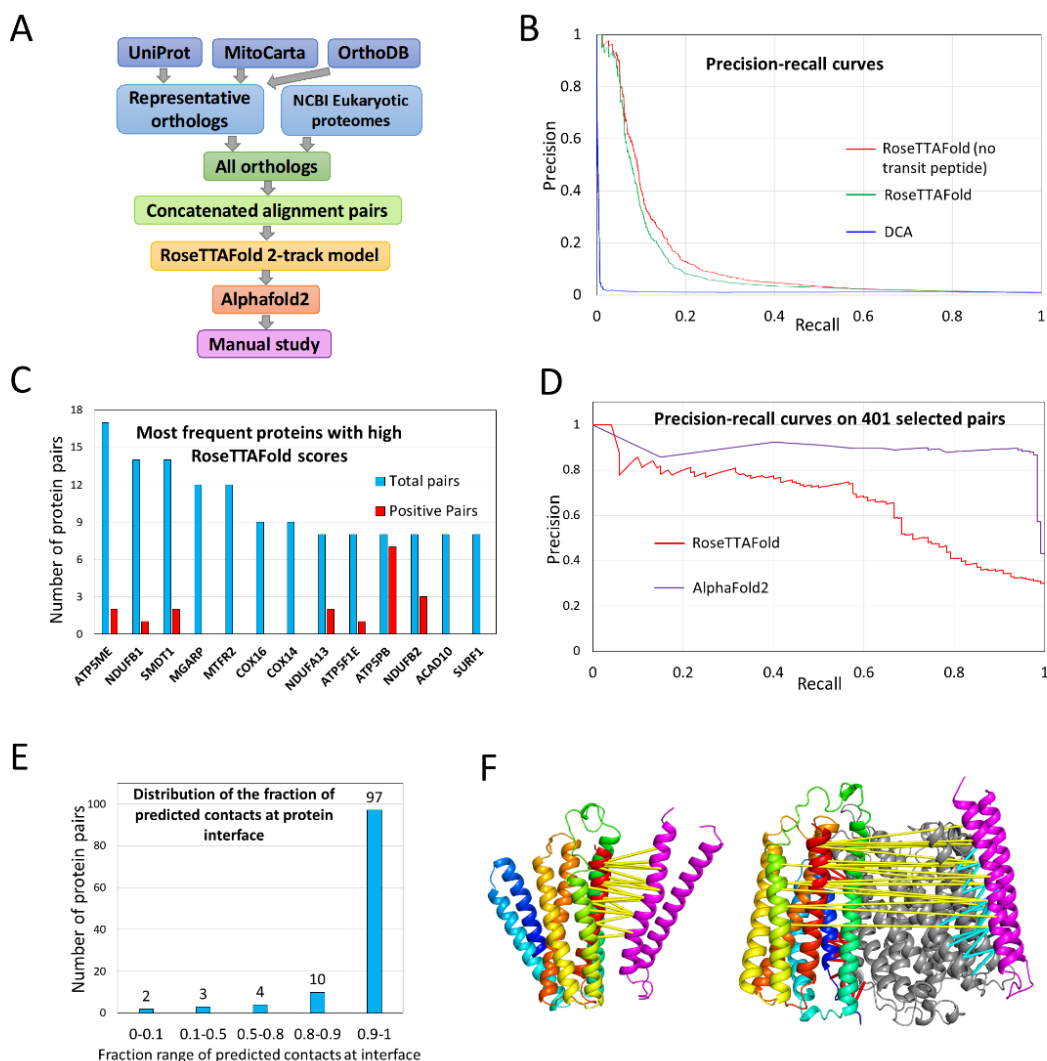 A
UniProt
MitoCarta
OrthoDB
Representative
orthologs
NCBI Eukaryotic
proteomes
All orthologs
Concatenated alignment pairs
RoseTTAFold 2-track model
Alphafold2
Manual study
B
Precision-recall curves
1
0.8
0.6
0.4
0.2
0
Precision
RoseTTAFold (no
transit peptide)
RoseTTAFold
DCA
0
0.2
0.4
0.6
0.8
1
Recall
C
Most frequent proteins with high
RoseTTAFold scores
18
15
12
9
6
3
0
Number of protein pairs
Total pairs
Positive Pairs
ATP5ME
NDUFB1
SMDT1
MGARP
MTFR2
COX16
COX14
NDUFA13
ATP5F1E
ATP5PB
NDUFB2
ACAD10
SURF1
D
Precision-recall curves on 401 selected pairs
1
0.8
0.6
0.4
0.2
0
Precision
RoseTTAFold
AlphaFold2
0
0.2
0.4
0.6
0.8
1
Recall
E
Distribution of the fraction of
predicted contacts at protein
interface
100
80
60
40
20
0
Number of protein pairs
2
3
4
10
97
0-0.1
0.1-0.5
0.5-0.8
0.8-0.9
0.9-1
Fraction range of predicted contacts at interface
F